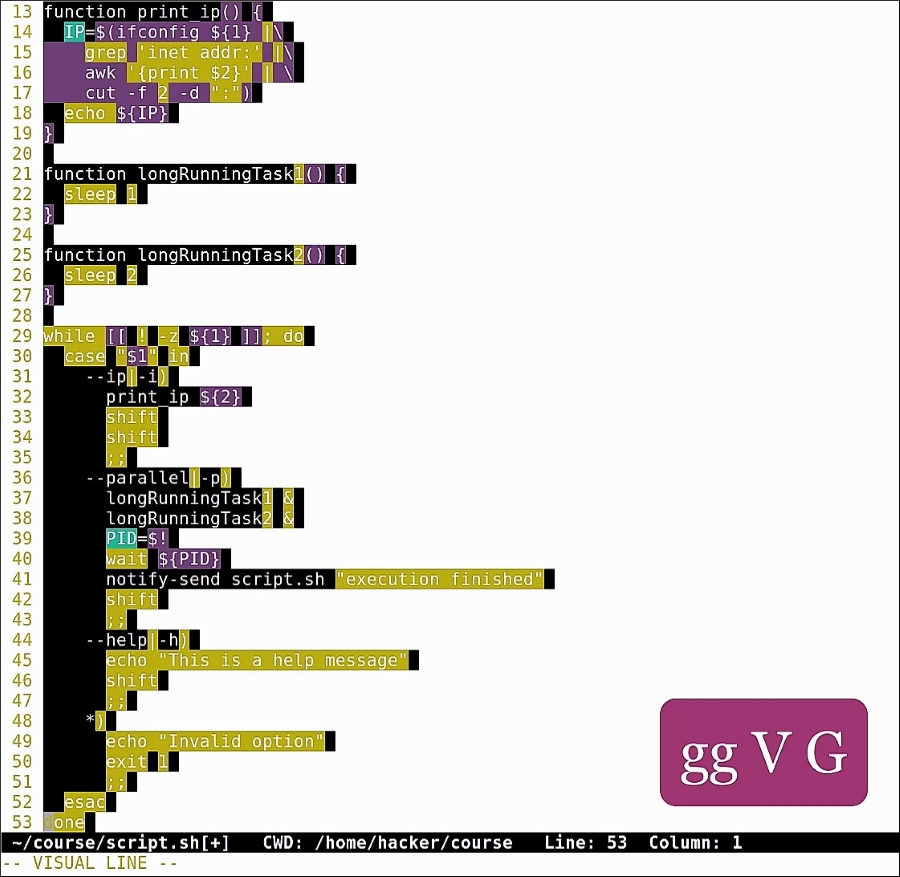 13 function print_ip() {
14   IP=$(ifconfig ${1} |\
15     grep 'inet addr:' |\
16     awk '{print $2}' | \
17     cut -f 2 -d ":")
18   echo ${IP}
19 }
20
21 function longRunningTask1() {
22   sleep 1
23 }
24
25 function longRunningTask2() {
26   sleep 2
27 }
28
29 while [[ ! -z ${1} ]]; do
30   case "$1" in
31     --ip|-i)
32       print_ip ${2}
33       shift
34       shift
35       ;;
36     --parallel|-p)
37       longRunningTask1 &
38       longRunningTask2 &
39       PID=$!
40       wait ${PID}
41       notify-send script.sh "execution finished"
42       shift
43       ;;
44     --help|-h)
45       echo "This is a help message"
46       shift
47       ;;
48     *)
49       echo "Invalid option"
50       exit 1
51       ;;
52   esac
53 done
gg V G
~/course/script.sh[+]   CWD: /home/hacker/course   Line: 53  Column: 1
-- VISUAL LINE --